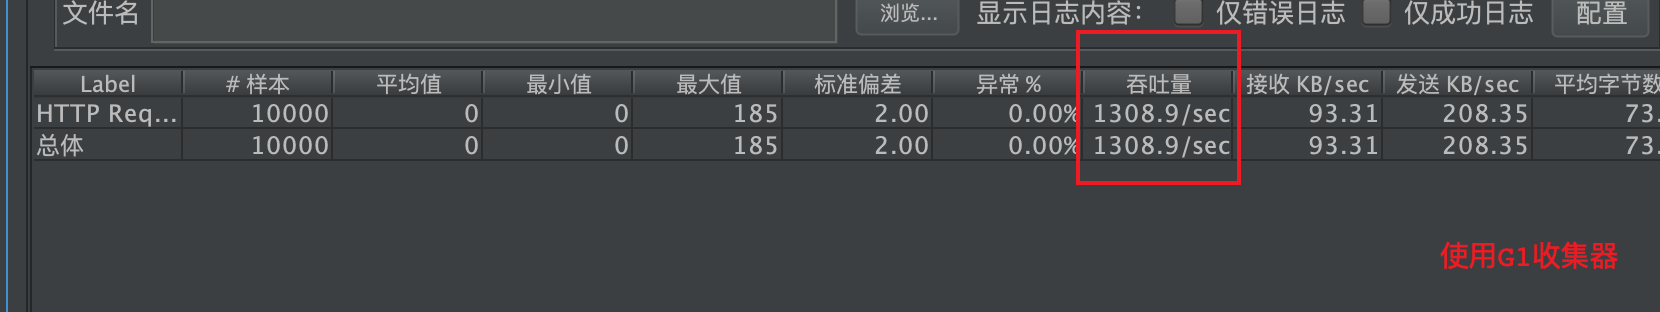 文件名 浏览... 显示日志内容： 仅错误日志 仅成功日志 配置
Label # 样本 平均值 最小值 最大值 标准偏差 异常 % 吞吐量 接收 KB/sec 发送 KB/sec 平均字节数
HTTP Req... 10000 0 0 185 2.00 0.00% 1308.9/sec 93.31 208.35 73.
总体 10000 0 0 185 2.00 0.00% 1308.9/sec 93.31 208.35 73.
使用G1收集器